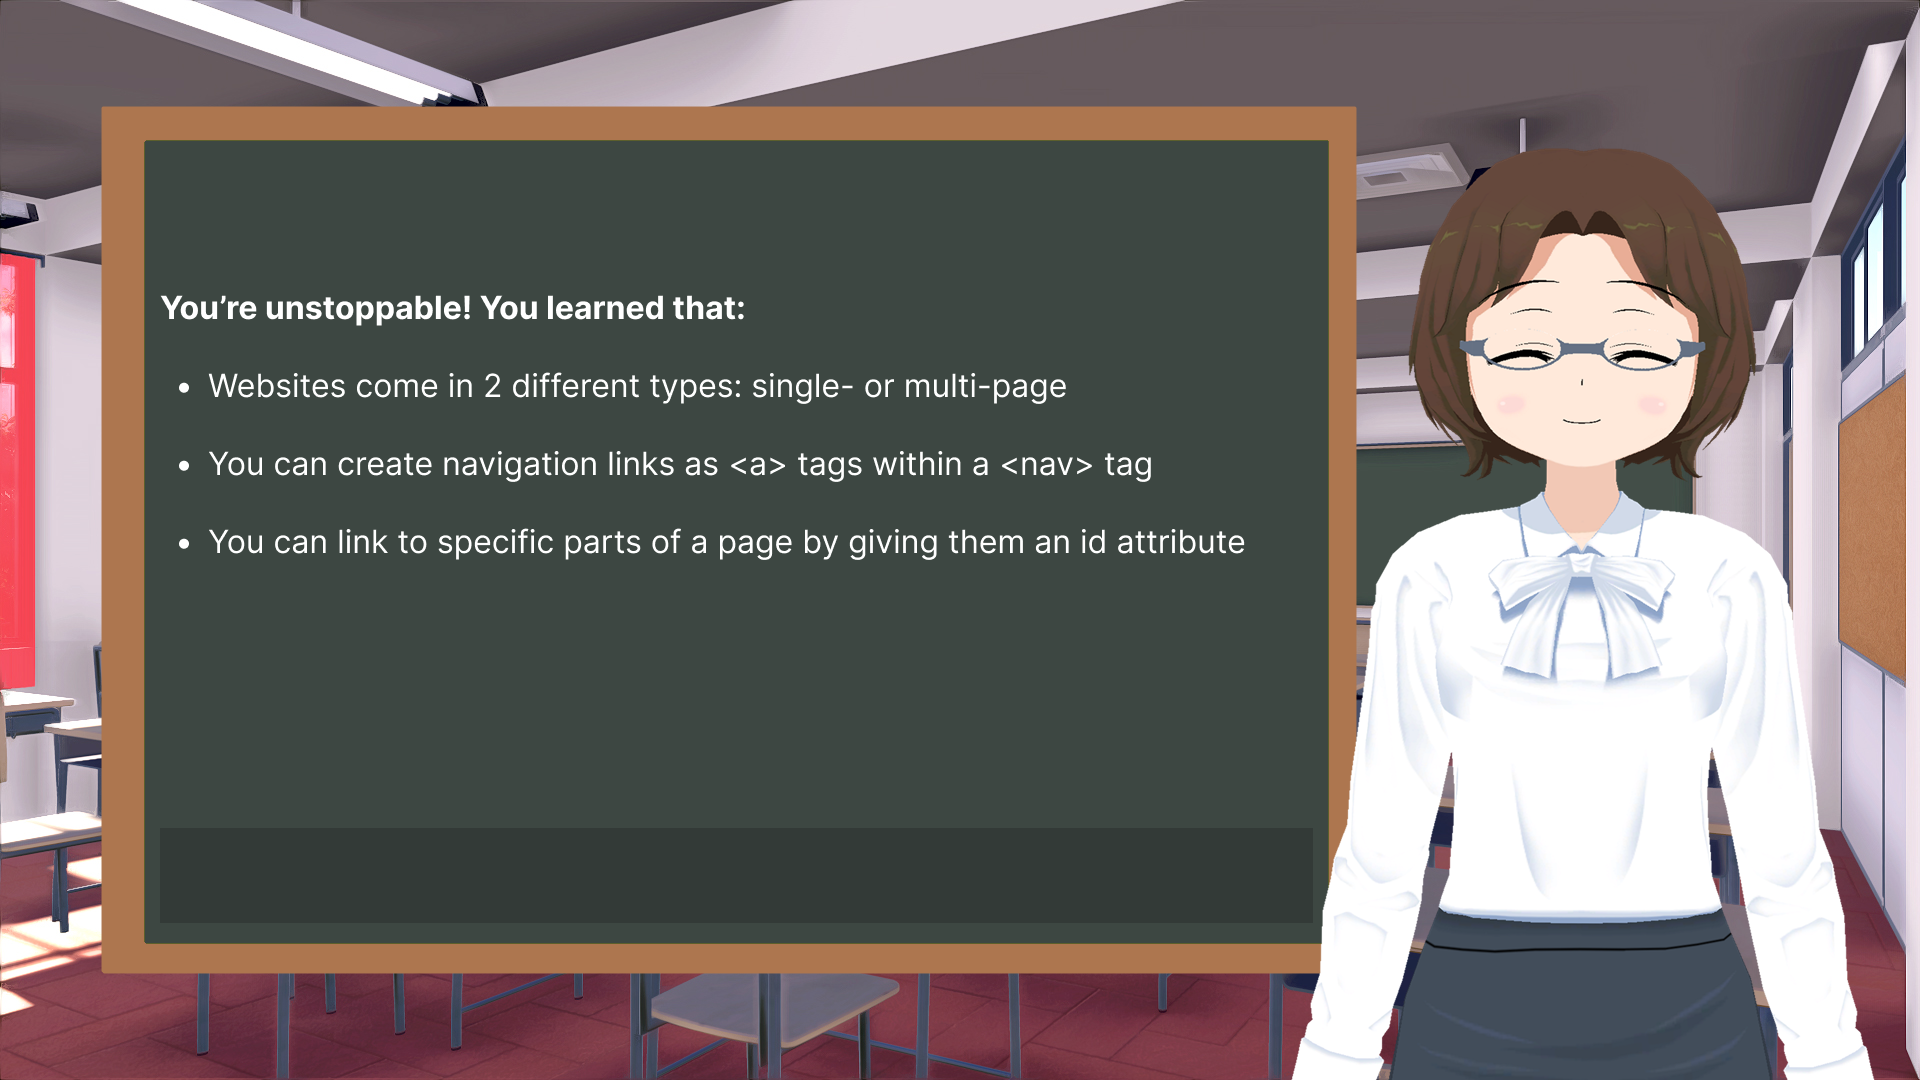 You’re unstoppable! You learned that:
• Websites come in 2 different types: single- or multi-page
• You can create navigation links as <a> tags within a <nav> tag
• You can link to specific parts of a page by giving them an id attribute